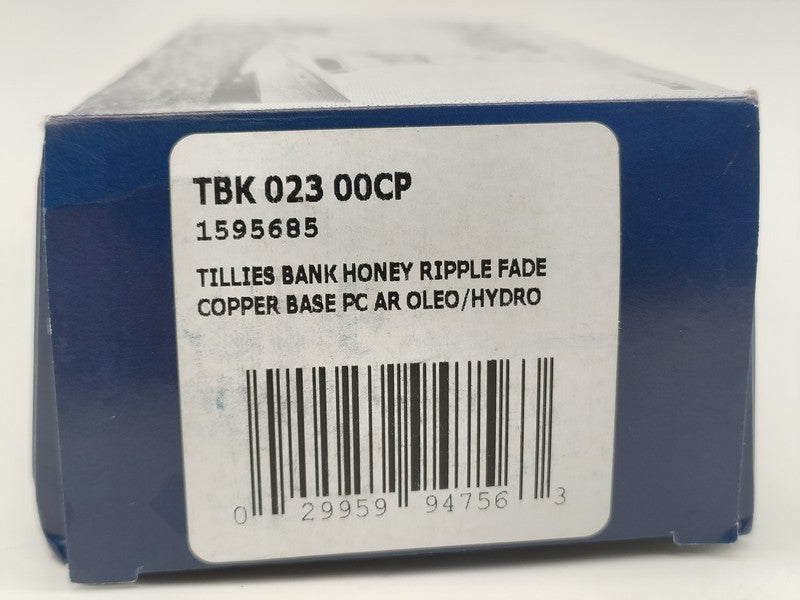 TBK 023 00CP
1595685
TILLIES BANK HONEY RIPPLE FADE
COPPER BASE PC AR OLEO/HYDRO
0 29959 94756 3